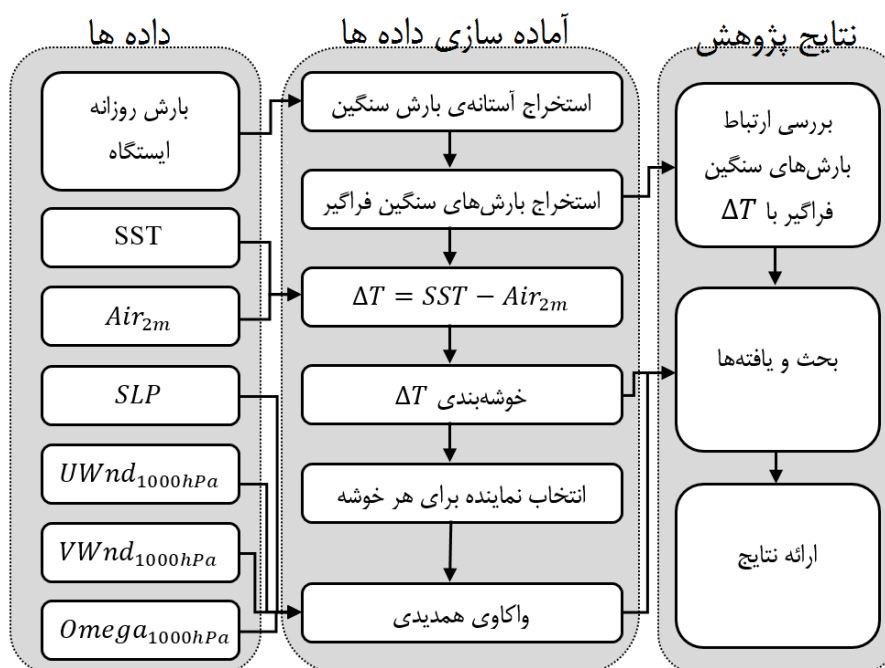 داده ها
بارش روزانه
ایستگاه
SST
Air₂ₘ
SLP
UWnd₁₀₀₀ₕPₐ
VWnd₁₀₀₀ₕPₐ
Omega₁₀₀₀ₕPₐ
آماده سازی داده ها
استخراج آستانه‌ی بارش سنگین
استخراج بارش‌های سنگین فراگیر
ΔT = SST − Air₂ₘ
خوشه‌بندی ΔT
انتخاب نماینده برای هر خوشه
واکاوی همدیدی
نتایج پژوهش
بررسی ارتباط
بارش‌های سنگین
فراگیر با ΔT
بحث و یافته‌ها
ارائه نتایج